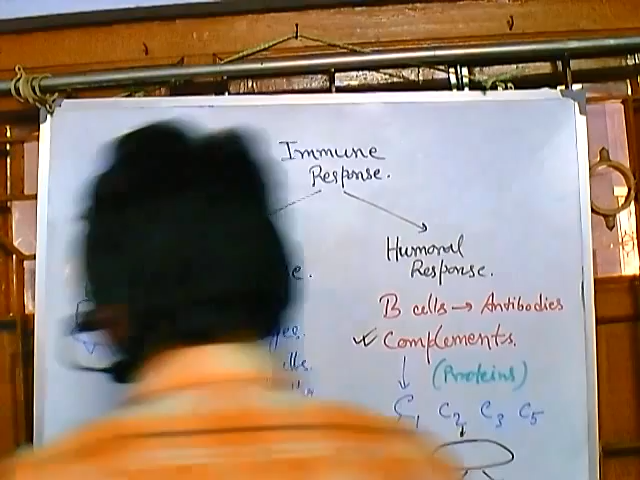 Immune
Response.
Humoral
Response.
B cells → Antibodies
✓ Complements.
(Proteins)
C1 C2 C3 C5